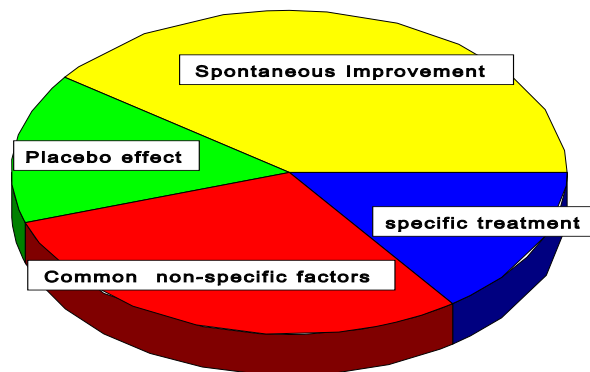 Spontaneous Improvement
Placebo effect
specific treatment
Common non-specific factors